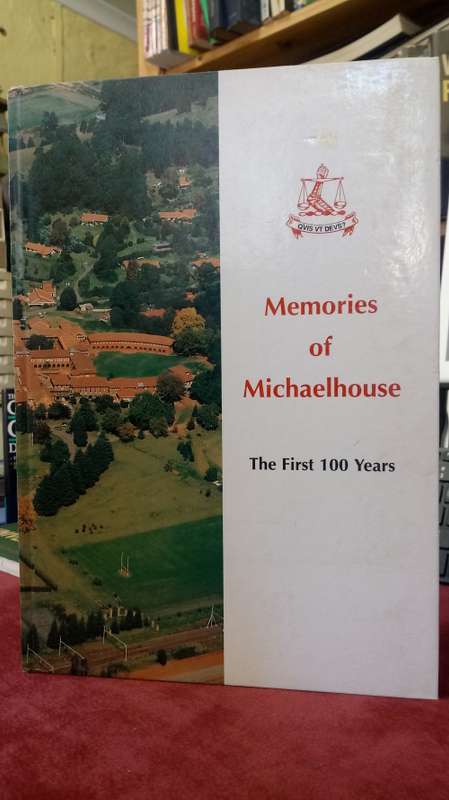 QVIS VT DEVS?
Memories
of
Michaelhouse
The First 100 Years